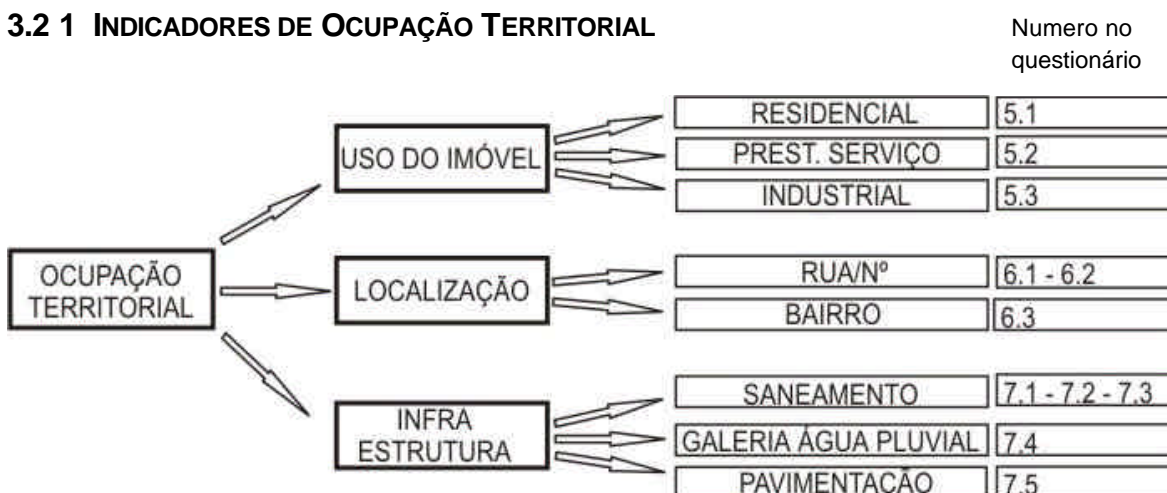 3.2 1 INDICADORES DE OCUPAÇÃO TERRITORIAL
Numero no
questionário
OCUPAÇÃO
TERRITORIAL
USO DO IMÓVEL
RESIDENCIAL 5.1
PREST. SERVIÇO 5.2
INDUSTRIAL 5.3
LOCALIZAÇÃO
RUA/Nº 6.1 - 6.2
BAIRRO 6.3
INFRA
ESTRUTURA
SANEAMENTO 7.1 - 7.2 - 7.3
GALERIA ÁGUA PLUVIAL 7.4
PAVIMENTAÇÃO 7.5